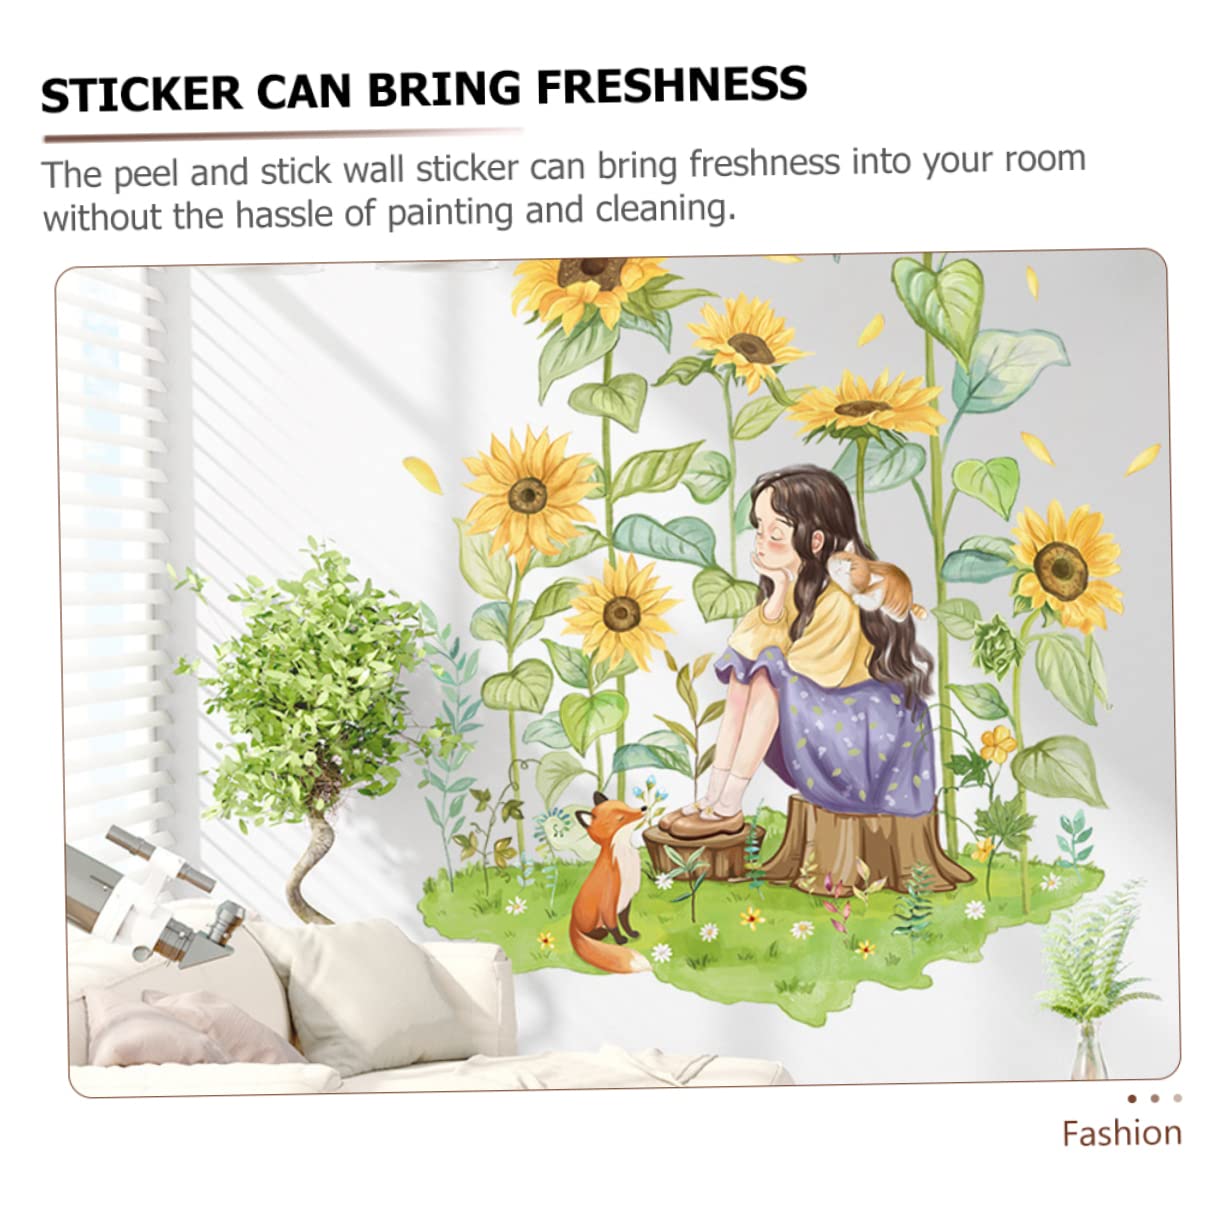 STICKER CAN BRING FRESHNESS
The peel and stick wall sticker can bring freshness into your room
without the hassle of painting and cleaning.
Fashion